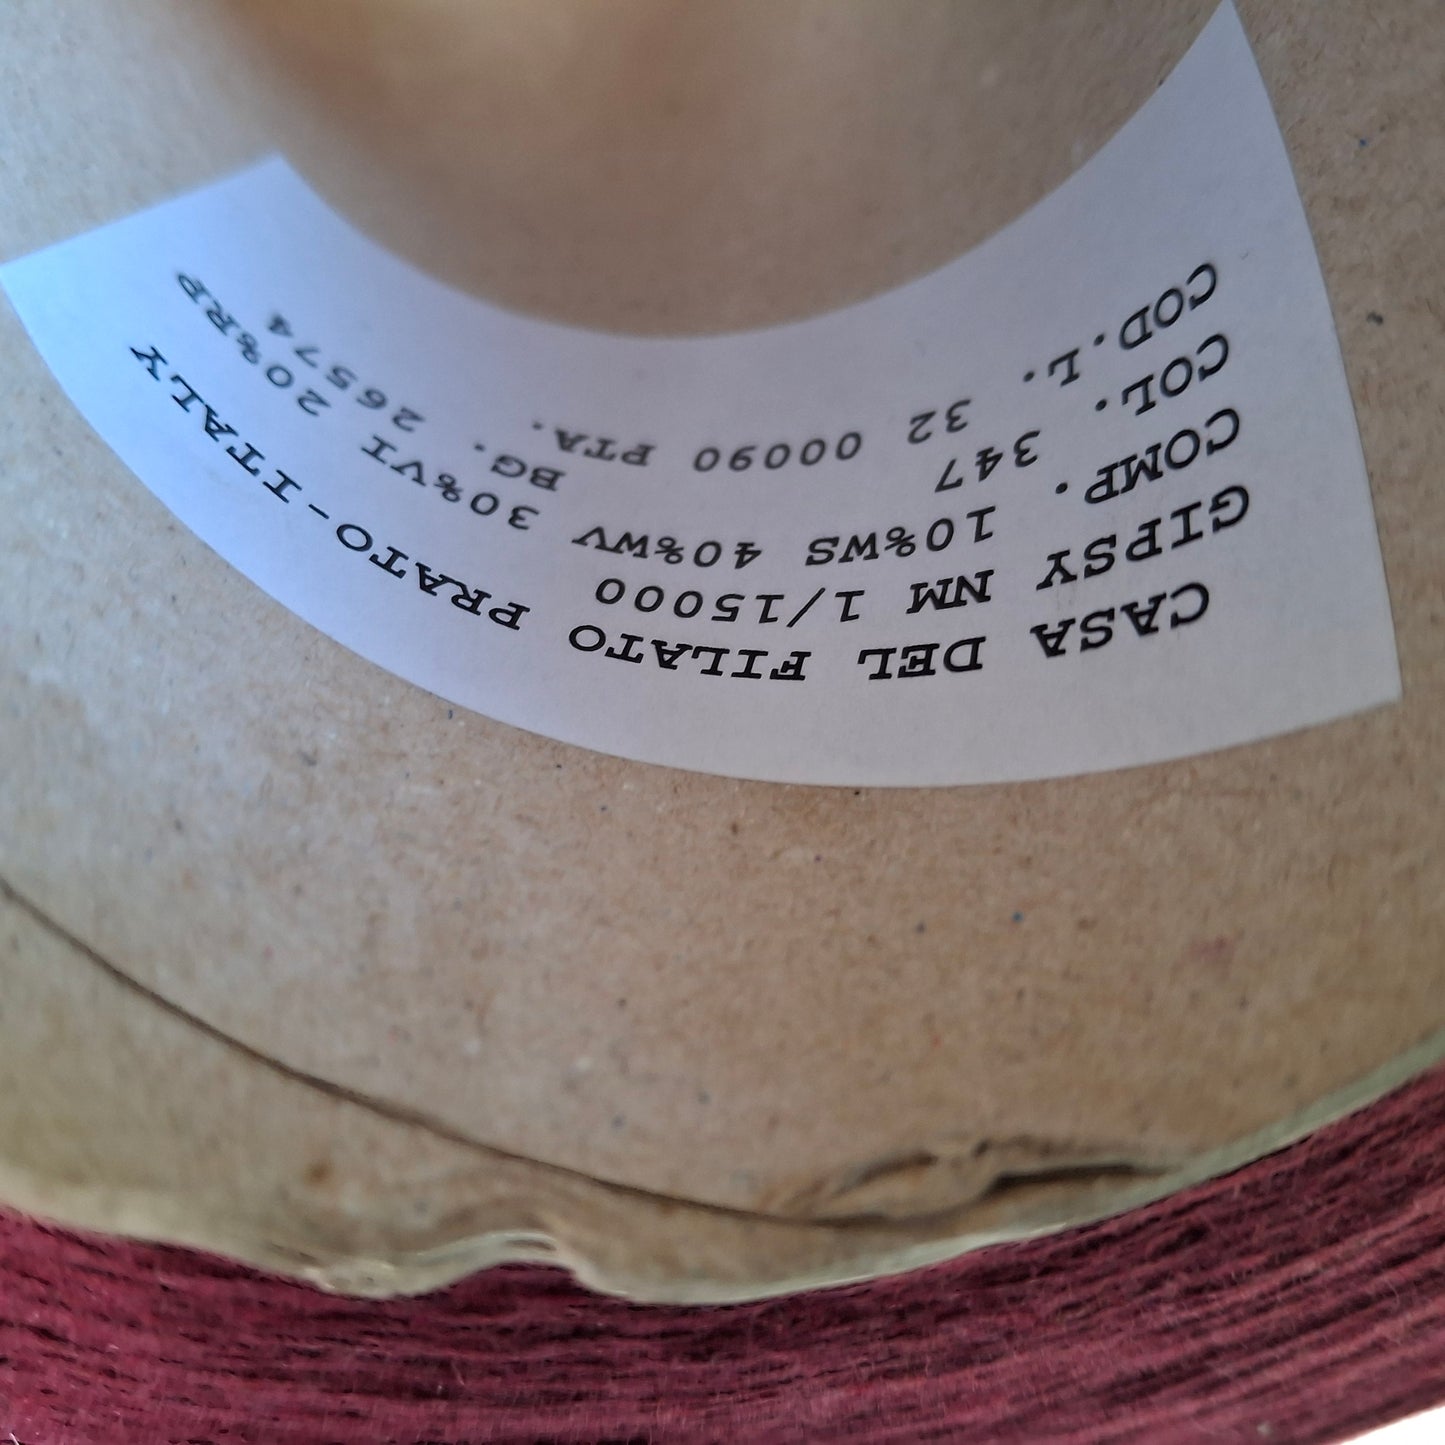 CASA DEL FILATO PRATO-ITALY
GIPSY NM 1/15000
COMP. 10%WS 40%WV 30%VI 20%RP
COL. 347 BG. 26574
COD.L. 32 00090 PTA.